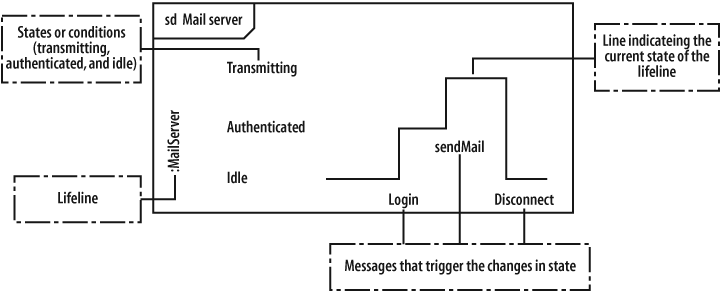 States or conditions
(transmitting,
authenticated, and idle)
sd Mail server
Line indicateing the
current state of the
lifeline
Transmitting
Authenticated
:MailServer
sendMail
Idle
Lifeline
Login
Disconnect
Messages that trigger the changes in state